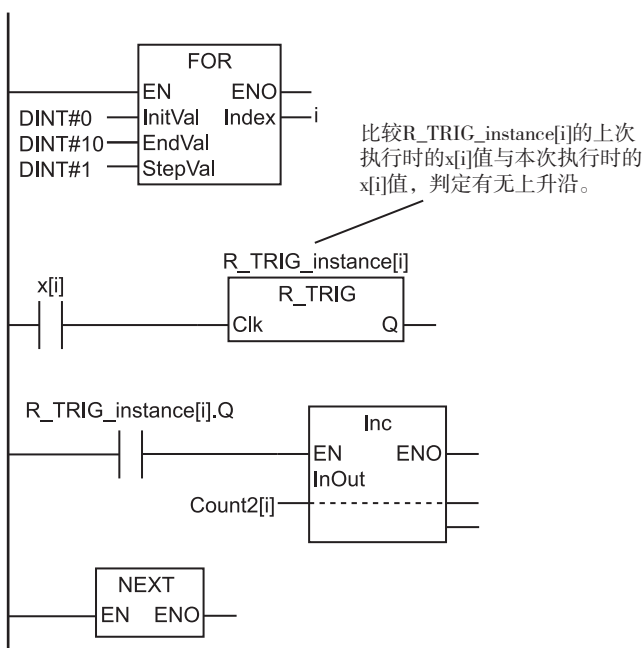 FOR
EN ENO
DINT#0 InitVal Index i
DINT#10 EndVal
DINT#1 StepVal
比较R_TRIG_instance[i]的上次
执行时的x[i]值与本次执行时的
x[i]值，判定有无上升沿。
R_TRIG_instance[i]
x[i]
R_TRIG
Clk Q
R_TRIG_instance[i].Q
Inc
EN ENO
InOut
Count2[i]
NEXT
EN ENO